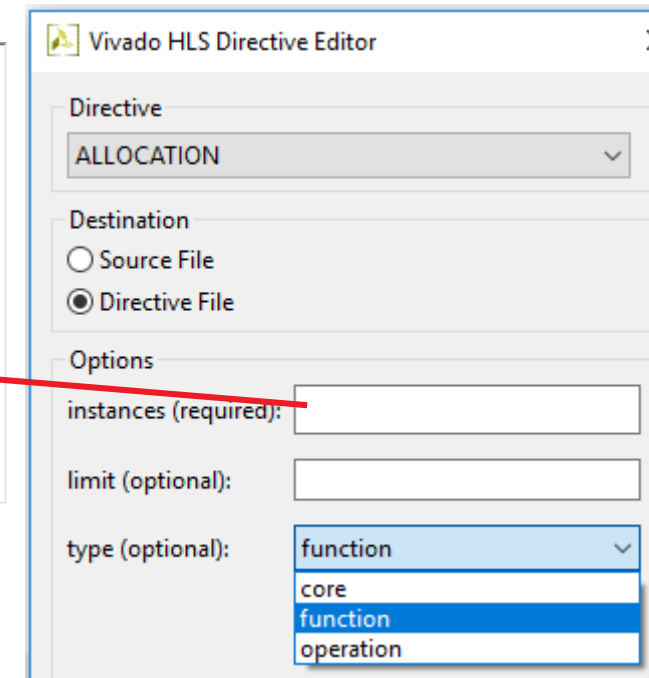 Vivado HLS Directive Editor
Directive
ALLOCATION
Destination
Source File
Directive File
Options
instances (required):
limit (optional):
type (optional): function
core
function
operation